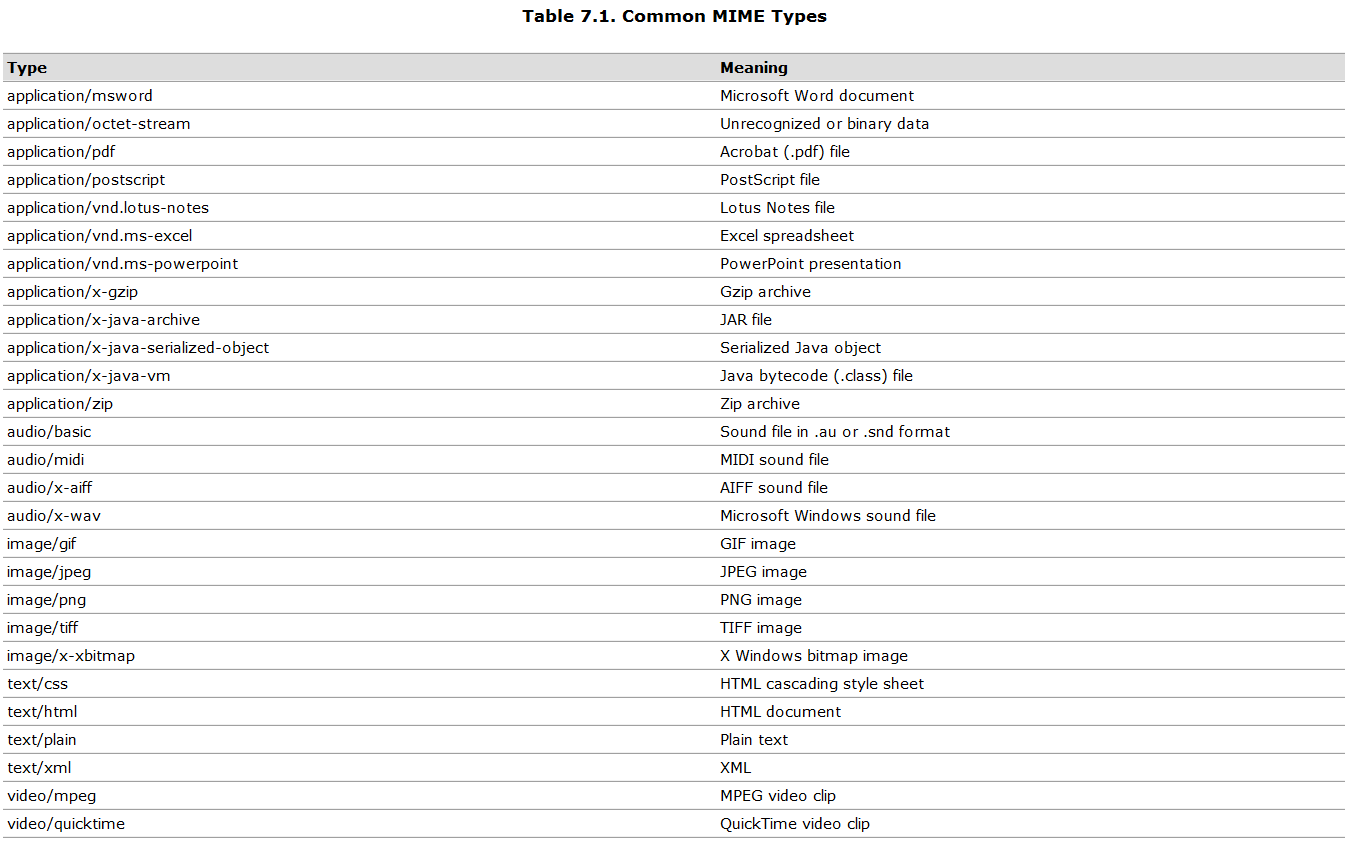 Table 7.1. Common MIME Types
Type Meaning
application/msword Microsoft Word document
application/octet-stream Unrecognized or binary data
application/pdf Acrobat (.pdf) file
application/postscript PostScript file
application/vnd.lotus-notes Lotus Notes file
application/vnd.ms-excel Excel spreadsheet
application/vnd.ms-powerpoint PowerPoint presentation
application/x-gzip Gzip archive
application/x-java-archive JAR file
application/x-java-serialized-object Serialized Java object
application/x-java-vm Java bytecode (.class) file
application/zip Zip archive
audio/basic Sound file in .au or .snd format
audio/midi MIDI sound file
audio/x-aiff AIFF sound file
audio/x-wav Microsoft Windows sound file
image/gif GIF image
image/jpeg JPEG image
image/png PNG image
image/tiff TIFF image
image/x-xbitmap X Windows bitmap image
text/css HTML cascading style sheet
text/html HTML document
text/plain Plain text
text/xml XML
video/mpeg MPEG video clip
video/quicktime QuickTime video clip